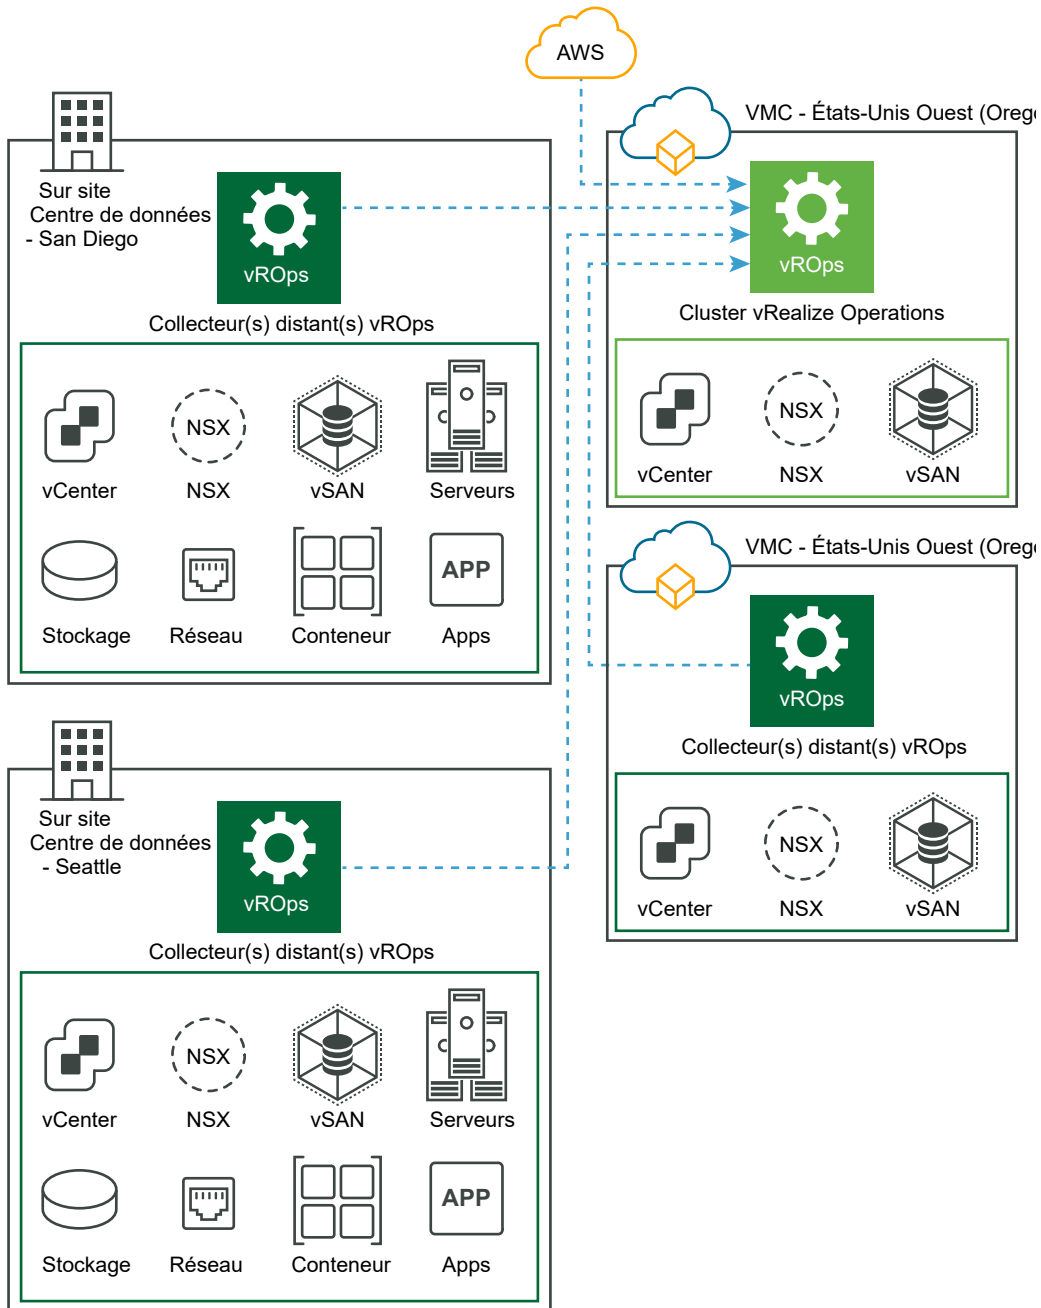 AWS
VMC - États-Unis Ouest
Sur site
Centre de données
- San Diego
vROps
Collecteur(s) distant(s) vROps
vCenter
NSX
NSX
vSAN
Serveurs
Stockage
Réseau
Conteneur
APP
Apps
vROps
Cluster vRealize Operations
vCenter
NSX
NSX
vSAN
VMC - États-Unis Ouest
vROps
Collecteur(s) distant(s) vROps
vCenter
NSX
NSX
vSAN
Sur site
Centre de données
- Seattle
vROps
Collecteur(s) distant(s) vROps
vCenter
NSX
NSX
vSAN
Serveurs
Stockage
Réseau
Conteneur
APP
Apps